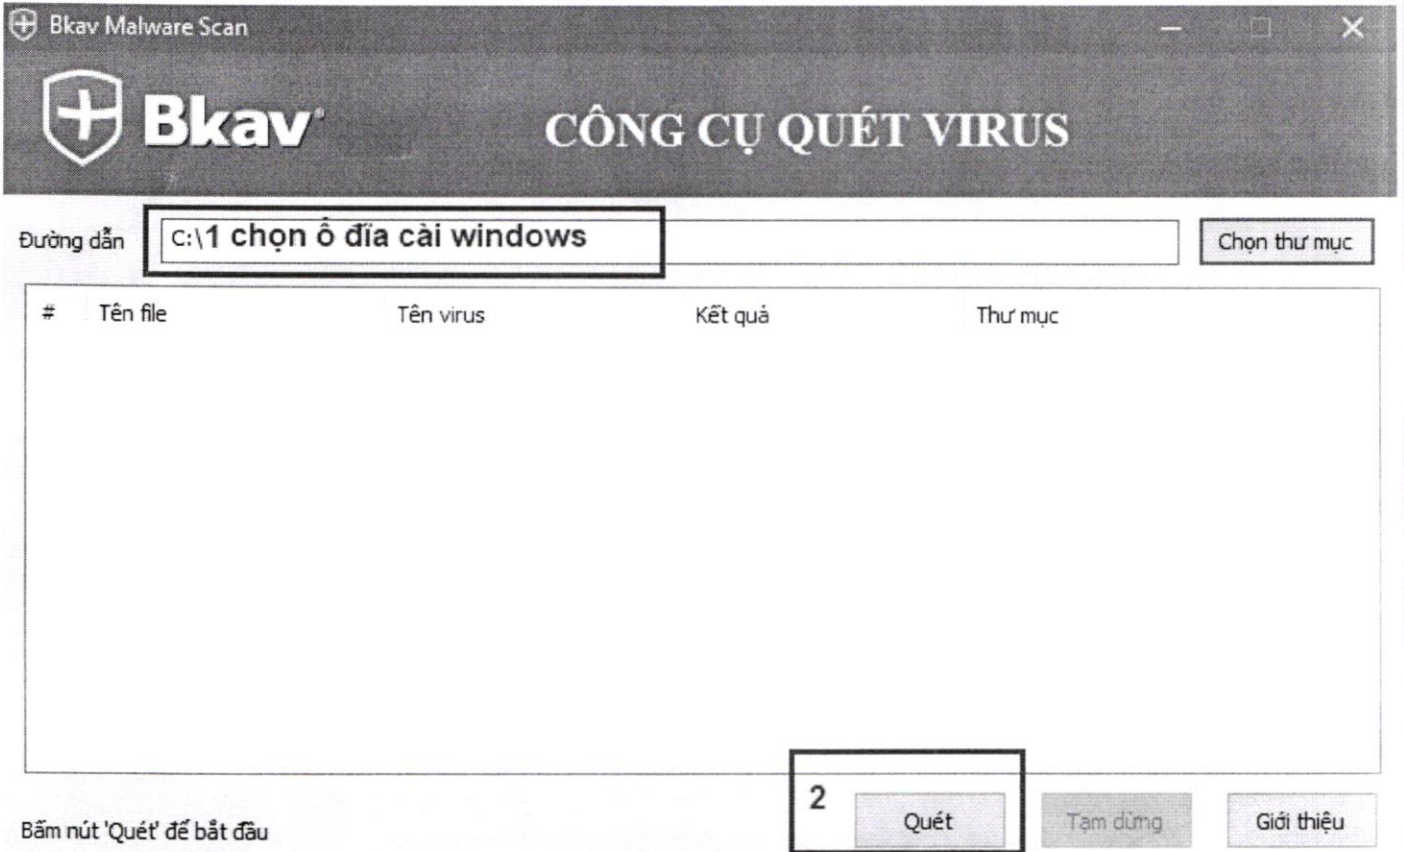 Bkav Malware Scan
Bkav
CÔNG CỤ QUÉT VIRUS
Đường dẫn C:\1 chọn ô đĩa cài windows Chọn thư mục
# Tên file Tên virus Kết quả Thư mục
2 Quét Tạm dừng Giới thiệu
Bấm nút 'Quét' để bắt đầu